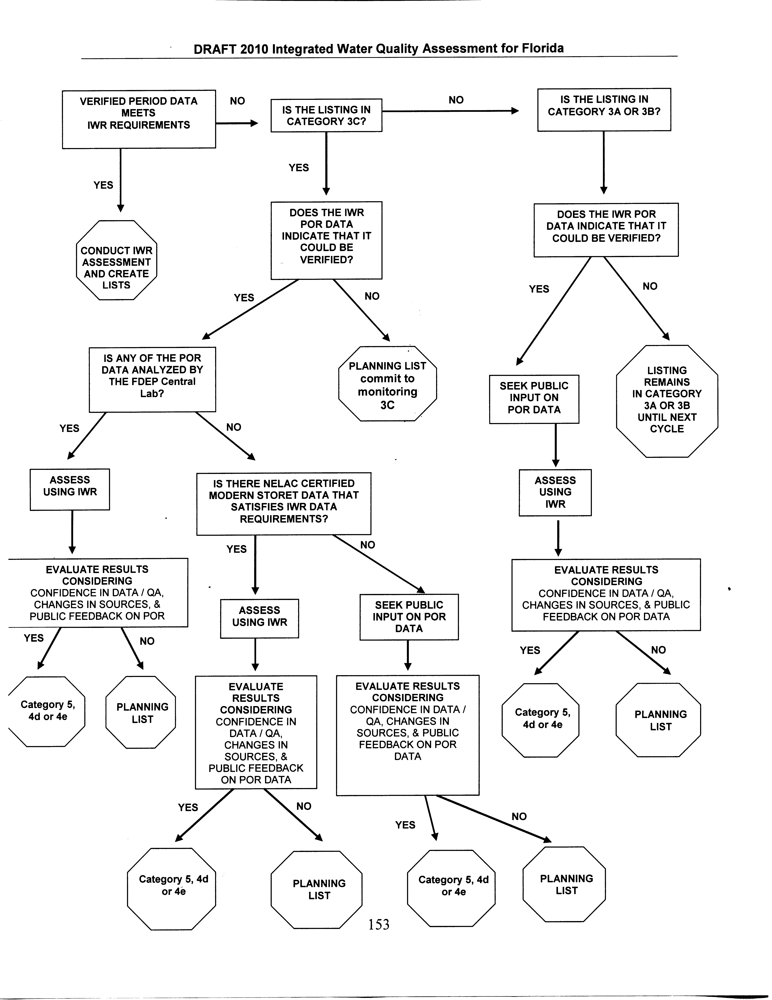 DRAFT 2010 Integrated Water Quality Assessment for Florida
VERIFIED PERIOD DATA
MEETS
IWR REQUIREMENTS
NO
IS THE LISTING IN
CATEGORY 3C?
NO
IS THE LISTING IN
CATEGORY 3A OR 3B?
YES
YES
CONDUCT IWR
ASSESSMENT
AND CREATE
LISTS
DOES THE IWR
POR DATA
INDICATE THAT IT
COULD BE
VERIFIED?
DOES THE IWR POR
DATA INDICATE THAT IT
COULD BE VERIFIED?
YES
NO
YES
NO
IS ANY OF THE POR
DATA ANALYZED BY
THE FDEP Central
Lab?
PLANNING LIST
commit to
monitoring
3C
SEEK PUBLIC
INPUT ON
POR DATA
LISTING
REMAINS
IN CATEGORY
3A OR 3B
UNTIL NEXT
CYCLE
YES
NO
ASSESS
USING IWR
IS THERE NELAC CERTIFIED
MODERN STORET DATA THAT
SATISFIES IWR DATA
REQUIREMENTS?
ASSESS
USING
IWR
YES
NO
EVALUATE RESULTS
CONSIDERING
CONFIDENCE IN DATA / QA,
CHANGES IN SOURCES, &
PUBLIC FEEDBACK ON POR
ASSESS
USING IWR
SEEK PUBLIC
INPUT ON POR
DATA
EVALUATE RESULTS
CONSIDERING
CONFIDENCE IN DATA / QA,
CHANGES IN SOURCES, & PUBLIC
FEEDBACK ON POR DATA
YES
NO
YES
NO
Category 5,
4d or 4e
PLANNING
LIST
EVALUATE
RESULTS
CONSIDERING
CONFIDENCE IN
DATA / QA,
CHANGES IN
SOURCES, &
PUBLIC FEEDBACK
ON POR DATA
EVALUATE RESULTS
CONSIDERING
CONFIDENCE IN DATA /
QA, CHANGES IN
SOURCES, & PUBLIC
FEEDBACK ON POR
DATA
Category 5,
4d or 4e
PLANNING
LIST
YES
NO
YES
NO
Category 5, 4d
or 4e
PLANNING
LIST
Category 5, 4d
or 4e
PLANNING
LIST
153